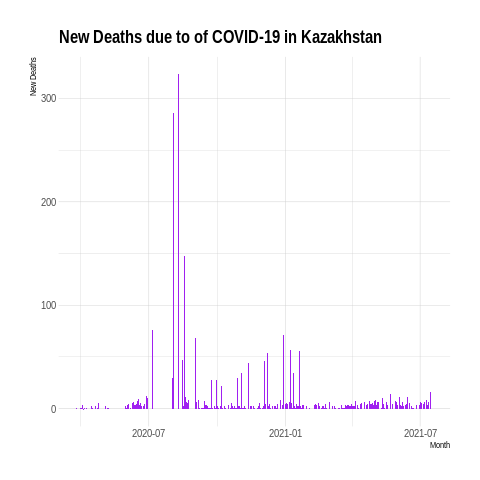 New Deaths due to of COVID-19 in Kazakhstan
New Deaths
300
200
100
0
2020-07
2021-01
2021-07
Month